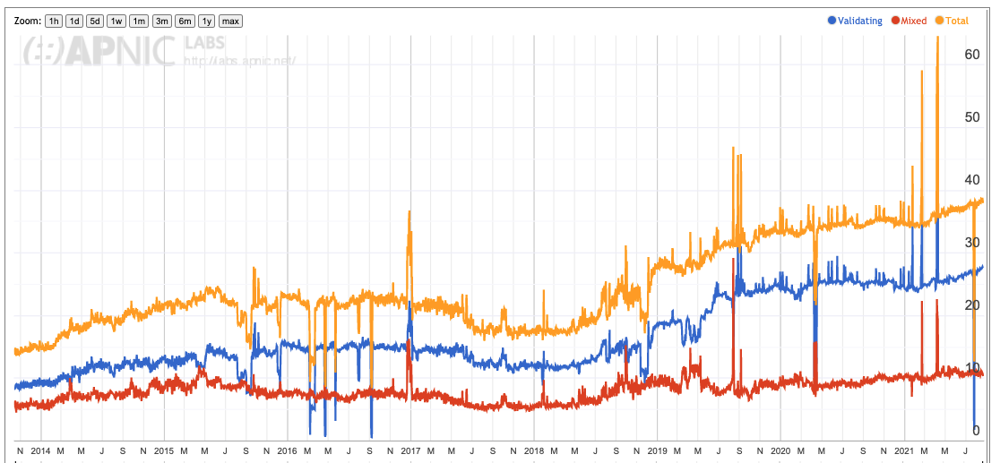 Zoom: 1h 1d 5d 1w 1m 3m 6m 1y max
Validating Mixed Total
(::) APNIC LABS
http://labs.apnic.net/
60
50
40
30
20
10
0
N 2014 M M J S N 2015 M M J S N 2016 M M J S N 2017 M M J S N 2018 M M J S N 2019 M M J S N 2020 M M J S N 2021 M M J